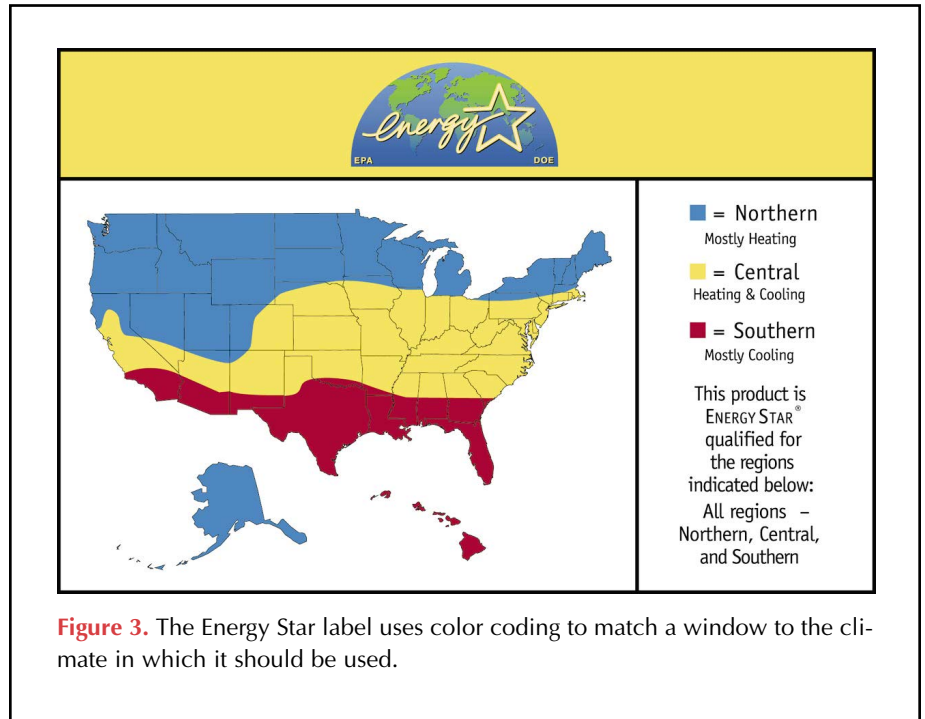 energy
EPA
DOE
= Northern
Mostly Heating
= Central
Heating & Cooling
= Southern
Mostly Cooling
This product is
ENERGY STAR®
qualified for
the regions
indicated below:
All regions –
Northern, Central,
and Southern
Figure 3. The Energy Star label uses color coding to match a window to the cli-
mate in which it should be used.